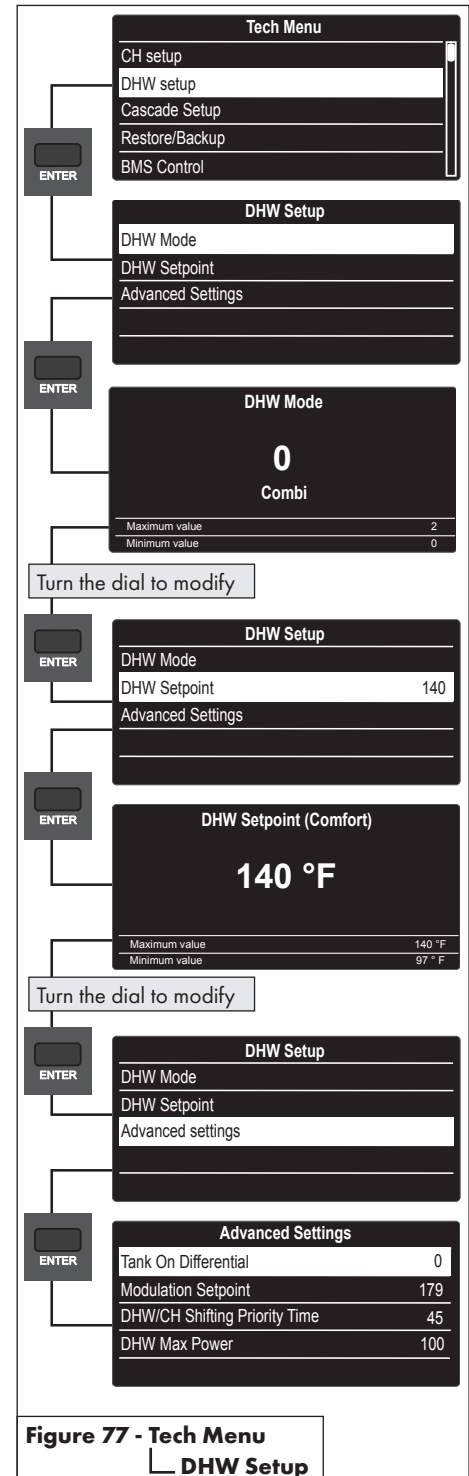 Tech Menu
CH setup
DHW setup
Cascade Setup
Restore/Backup
BMS Control
ENTER
DHW Setup
DHW Mode
DHW Setpoint
Advanced Settings
ENTER
DHW Mode
0
Combi
Maximum value 2
Minimum value 0
Turn the dial to modify
ENTER
DHW Setup
DHW Mode
DHW Setpoint 140
Advanced Settings
ENTER
DHW Setpoint (Comfort)
140 °F
Maximum value 140 °F
Minimum value 97 ° F
Turn the dial to modify
ENTER
DHW Setup
DHW Mode
DHW Setpoint
Advanced settings
ENTER
Advanced Settings
Tank On Differential 0
Modulation Setpoint 179
DHW/CH Shifting Priority Time 45
DHW Max Power 100
Figure 77 - Tech Menu
DHW Setup